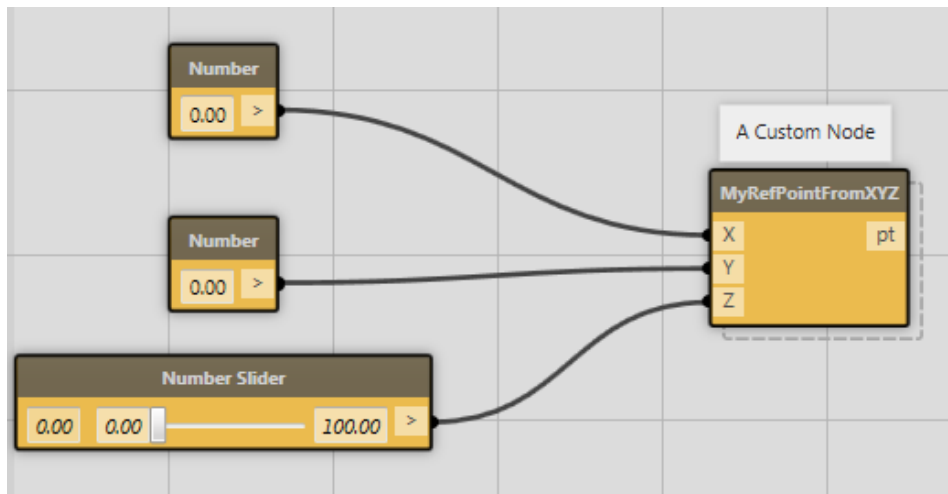 Number
0.00 >
A Custom Node
MyRefPointFromXYZ
X pt
Y
Z
Number
0.00 >
Number Slider
0.00 0.00 100.00 >